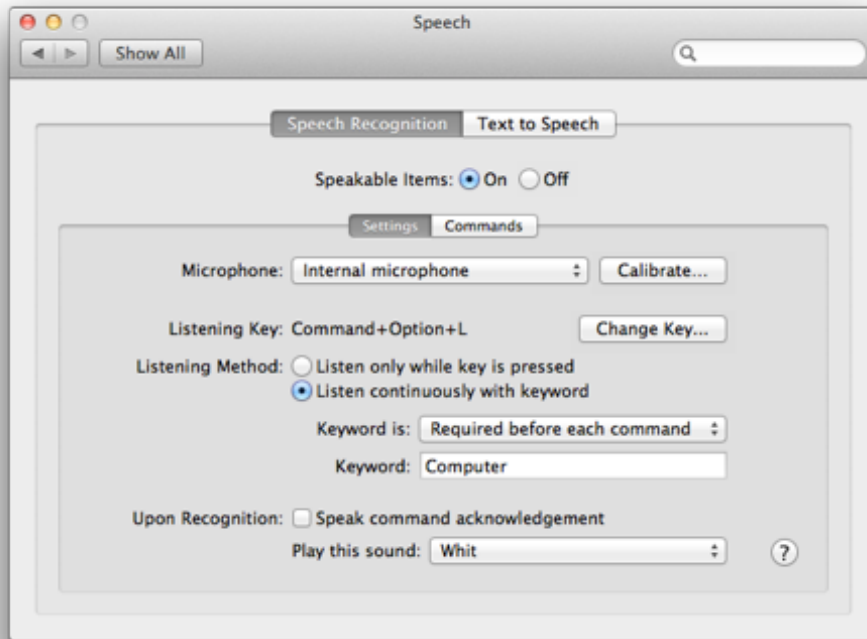 Speech
Show All
Speech Recognition Text to Speech
Speakable Items: On Off
Settings Commands
Microphone: Internal microphone Calibrate...
Listening Key: Command+Option+L Change Key...
Listening Method: Listen only while key is pressed
Listen continuously with keyword
Keyword is: Required before each command
Keyword: Computer
Upon Recognition: Speak command acknowledgement
Play this sound: Whit ?